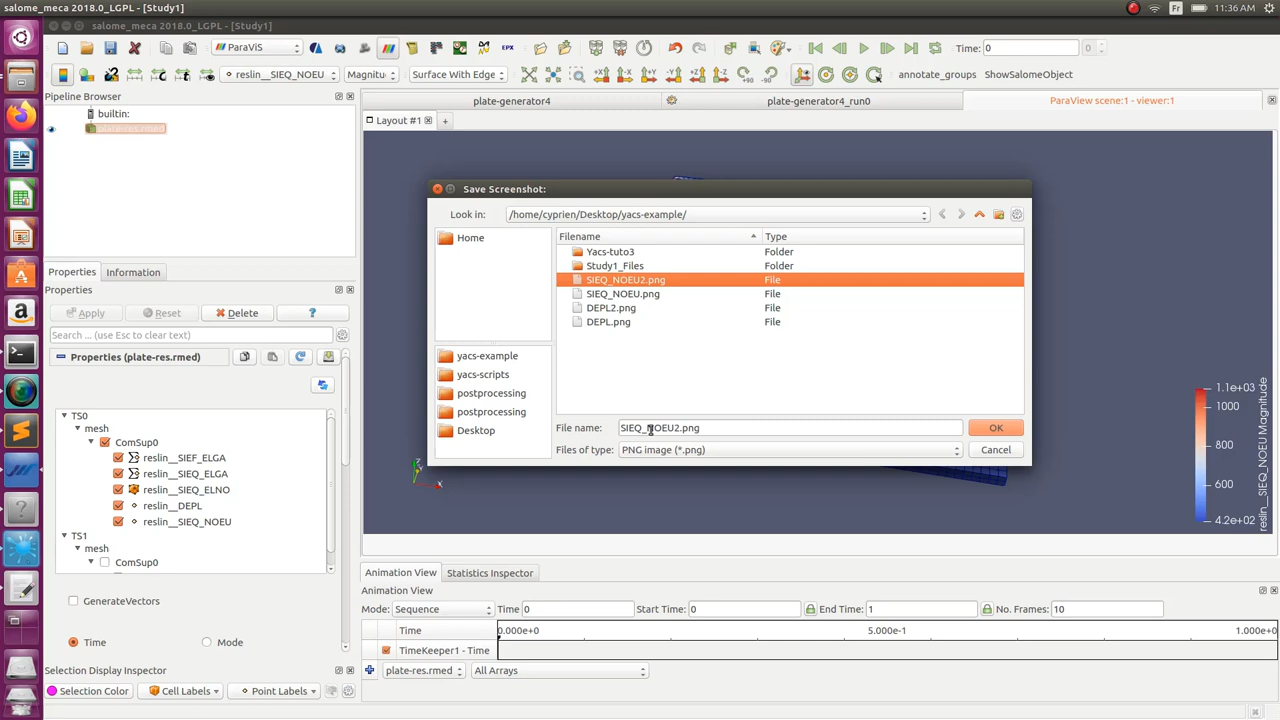 salome_meca 2018.0_LGPL - [Study1]
Fr
11:36 AM
salome_meca 2018.0_LGPL - [Study1]
ParaViS
EPX
Time: 0
0
reslin__SIEQ_NOEU
Magnitu
Surface With Edge
annotate_groups
ShowSalomeObject
Pipeline Browser
builtin:
plate-res.rmed
plate-generator4
plate-generator4_run0
ParaView scene:1 - viewer:1
Layout #1
Save Screenshot:
Look in:
/home/cyprien/Desktop/yacs-example/
Home
Filename
Type
Yacs-tuto3
Folder
Study1_Files
Folder
SIEQ_NOEU2.png
File
SIEQ_NOEU.png
File
DEPL2.png
File
DEPL.png
File
yacs-example
yacs-scripts
postprocessing
postprocessing
Desktop
File name:
SIEQ_NOEU2.png
OK
Files of type:
PNG image (*.png)
Cancel
Properties
Information
Properties
Apply
Reset
Delete
?
Search ... (use Esc to clear text)
Properties (plate-res.rmed)
TS0
mesh
ComSup0
reslin__SIEF_ELGA
reslin__SIEQ_ELGA
reslin__SIEQ_ELNO
reslin__DEPL
reslin__SIEQ_NOEU
TS1
mesh
ComSup0
GenerateVectors
Time
Mode
Selection Display Inspector
Selection Color
Cell Labels
Point Labels
X
1.1e+03
1000
800
600
4.2e+02
reslin__SIEQ_NOEU Magnitude
Animation View
Statistics Inspector
Animation View
Mode:
Sequence
Time
0
Start Time:
0
End Time:
1
No. Frames:
10
Time
0.000e+0
5.000e-1
1.000e+0
TimeKeeper1 - Time
plate-res.rmed
All Arrays